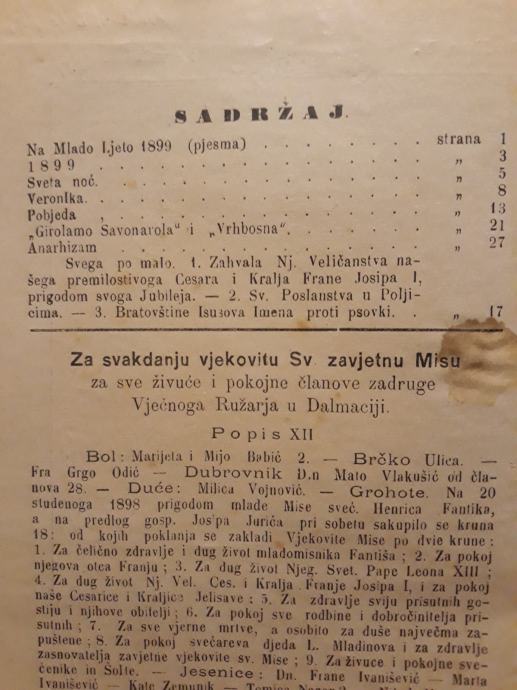 SADRŽAJ.
Na Mlado Ljeto 1899 (pjesma) . . . . . . . strana 1
1899 . . . . . . . . . . . „ 3
Sveta noć. . . . . . . . . . . „ 5
Veronika. . . . . . . . . . . „ 8
Pobjeda , . . . . . . . . . . „ 13
„Girolamo Savonarola" i „Vrhbosna". . . . . . „ 21
Anarhizam . . . . . . . . . . „ 27
Svega po malo. 1. Zahvala Nj. Veličanstva na-
šega premilostivoga Cesara i Kralja Frane Josipa I,
prigodom svoga Jubileja. — 2. Sv. Poslanstva u Polji-
cima. — 3. Bratovštine Isusova Imena proti psovki. . „ 17
Za svakdanju vjekovitu Sv. zavjetnu Misu
za sve živuće i pokojne članove zadruge
Vječnoga Ružarja u Dalmaciji.
Popis XII
Bol: Marijeta i Mijo Babić 2. — Brčko Ulica. —
Fra Grgo Odić — Dubrovnik D.n Mato Vlakušić od čla-
nova 28. — Duće: Milica Vojnović. — Grohote. Na 20
studenoga 1898 prigodom mlade Mise sveć. Henrica Fantika,
a na predlog gosp. Josipa Jurića pri sobetu sakupilo se kruna
18: od kojih poklanja se zakladi Vjekovite Mise po dvie krune:
1. Za čelično zdravlje i dug život mladomisnika Fantiša; 2. Za pokoj
njegova otca Franju; 3. Za dug život Njeg. Svet. Pape Leona XIII;
4. Za dug život Nj. Vel. Ces. i Kralja Franje Josipa I, i za pokoj
naše Cesarice i Kraljice Jelisave; 5. Za zdravlje sviju prisutnih go-
stiju i njihove obitelji; 6. Za pokoj sve rodbine i dobročinitelja pri-
sutnih; 7. Za sve vjerne mrtve, a osobito za duše najvećma za-
puštene; 8. Za pokoj svećareva djeda L. Mladinova i za zdravlje
zasnovatelja zavjetne vjekovite sv. Mise; 9. Za živuce i pokojne sve-
ćenike in Šolte. — Jesenice: Dn. Frane Ivanišević — Marta
Ivanišević — Kate Zemunik —